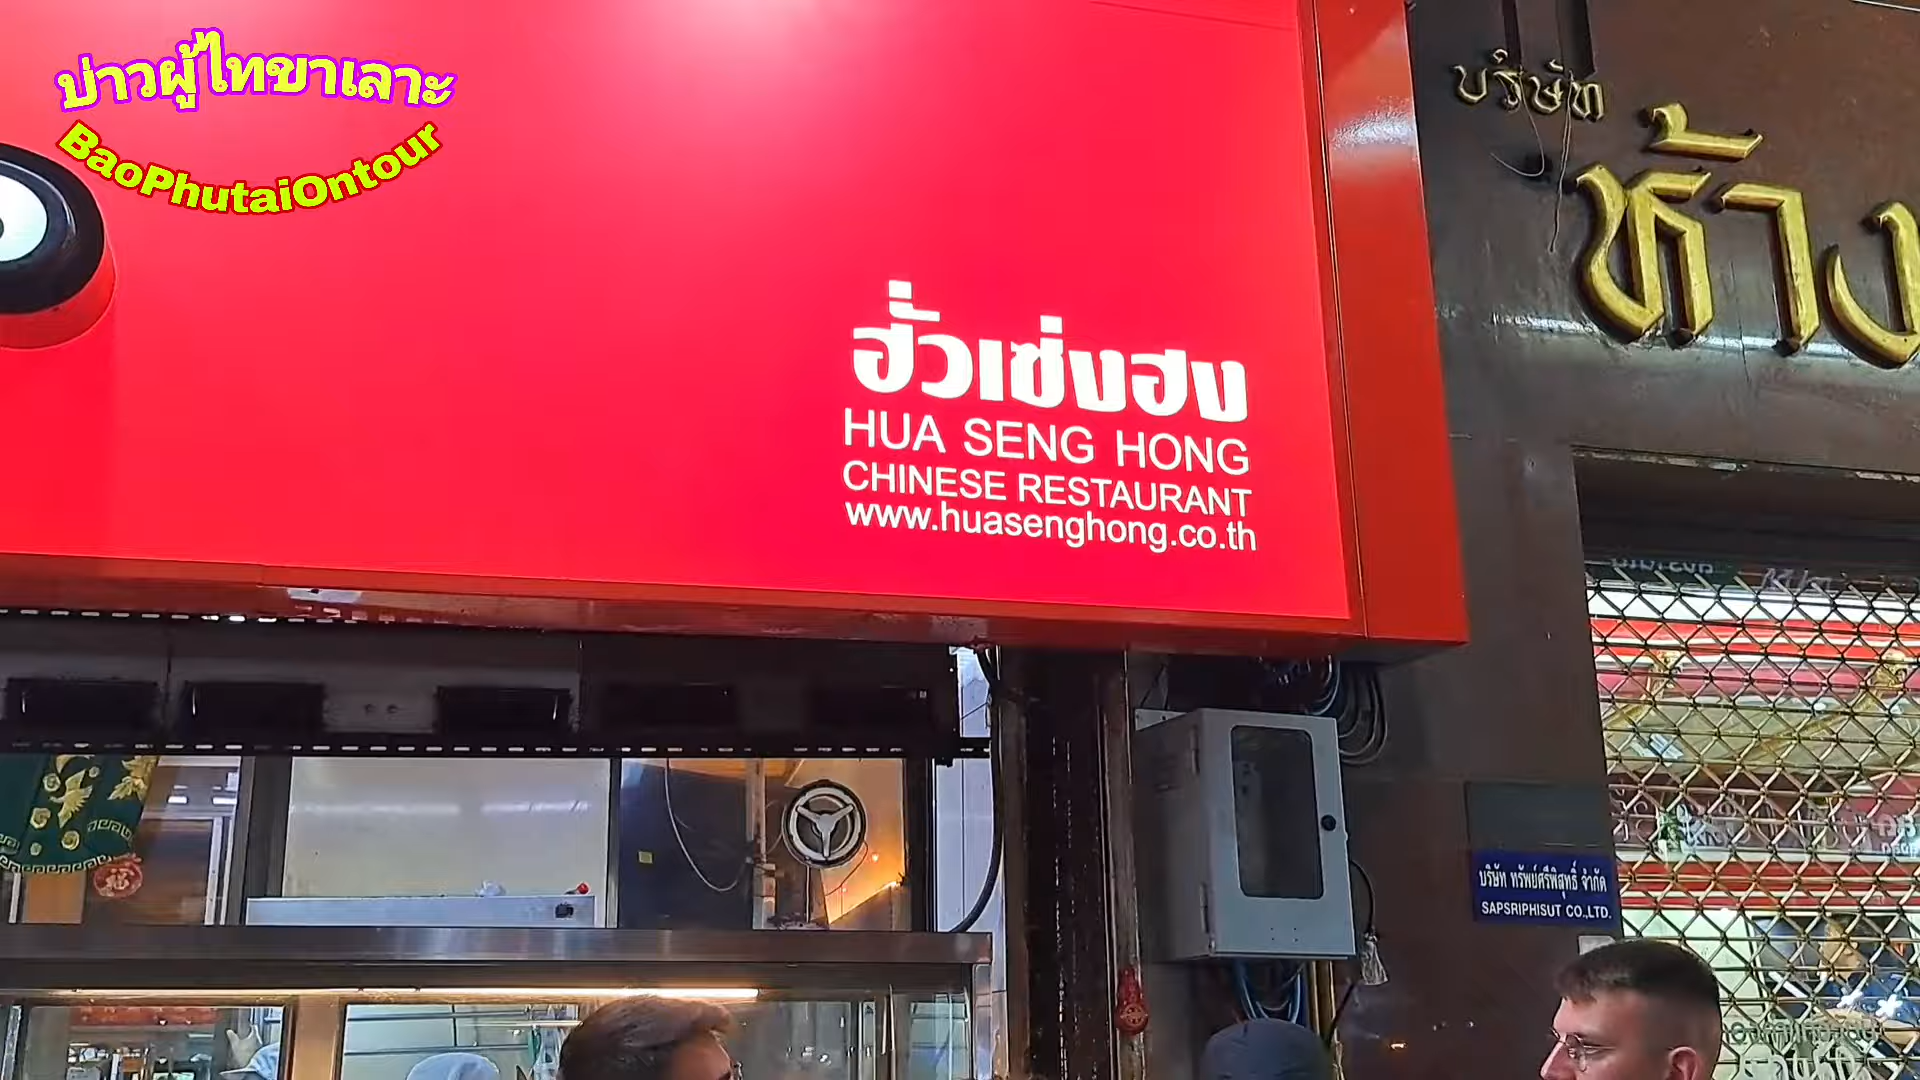 บ่าวผู้ไทขาเลาะ
BaoPhutaiOntour
ฮั่วเซ่งฮง
HUA SENG HONG
CHINESE RESTAURANT
www.huasenghong.co.th
บริษัท
ห้าง
บริษัท ทรัพย์ศรีพิสุทธิ์ จำกัด
SAPSRIPHISUT CO.,LTD.